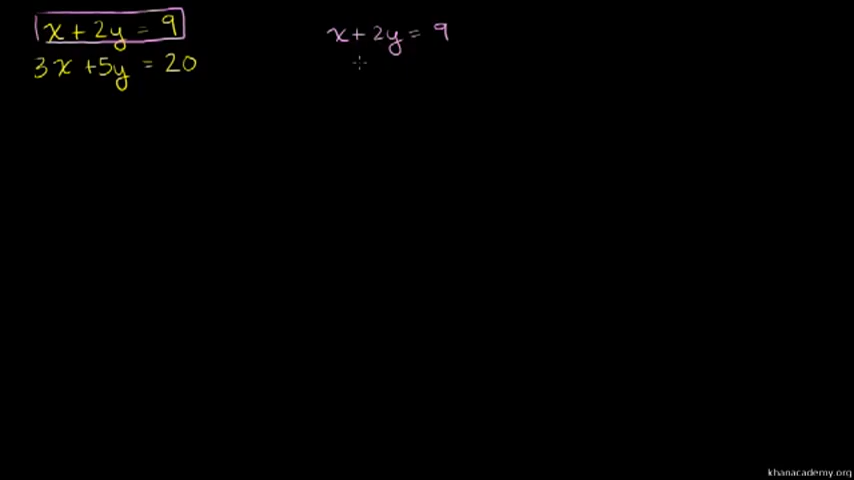 x + 2y = 9
3x + 5y = 20
x + 2y = 9
khanacademy.org